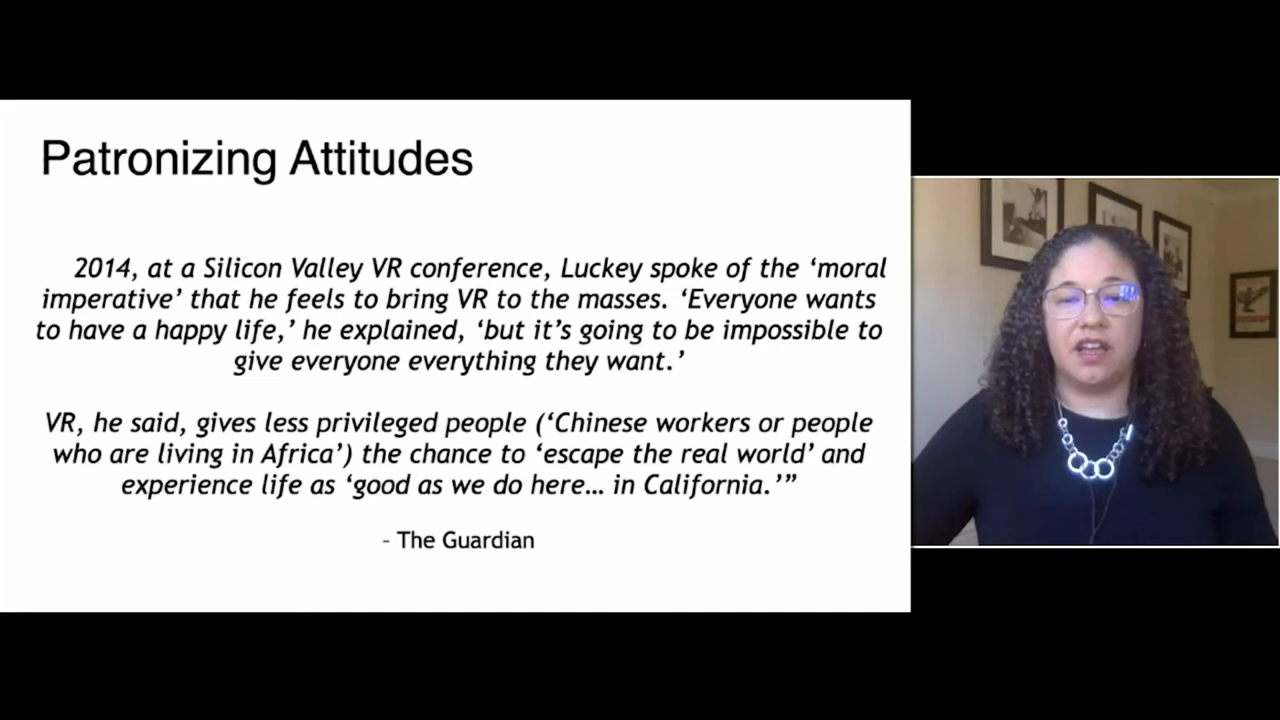 Patronizing Attitudes
2014, at a Silicon Valley VR conference, Luckey spoke of the ‘moral
imperative’ that he feels to bring VR to the masses. ‘Everyone wants
to have a happy life,’ he explained, ‘but it’s going to be impossible to
give everyone everything they want.’
VR, he said, gives less privileged people (‘Chinese workers or people
who are living in Africa’) the chance to ‘escape the real world’ and
experience life as ‘good as we do here… in California.’”
– The Guardian